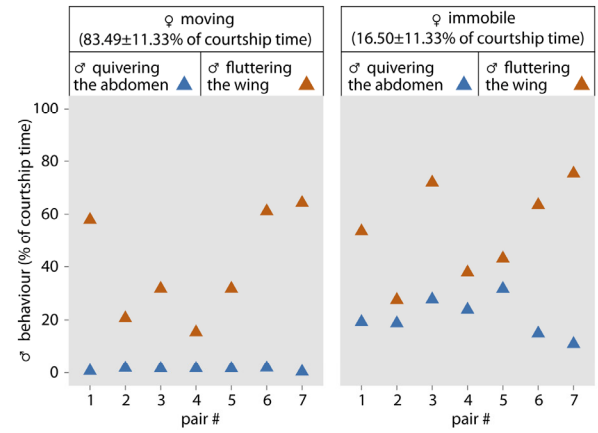 ♀ moving
(83.49±11.33% of courtship time)
♂ quivering
the abdomen
♂ fluttering
the wing
♀ immobile
(16.50±11.33% of courtship time)
♂ quivering
the abdomen
♂ fluttering
the wing
♂ behaviour (% of courtship time)
100
80
60
40
20
0
1 2 3 4 5 6 7
pair #
1 2 3 4 5 6 7
pair #